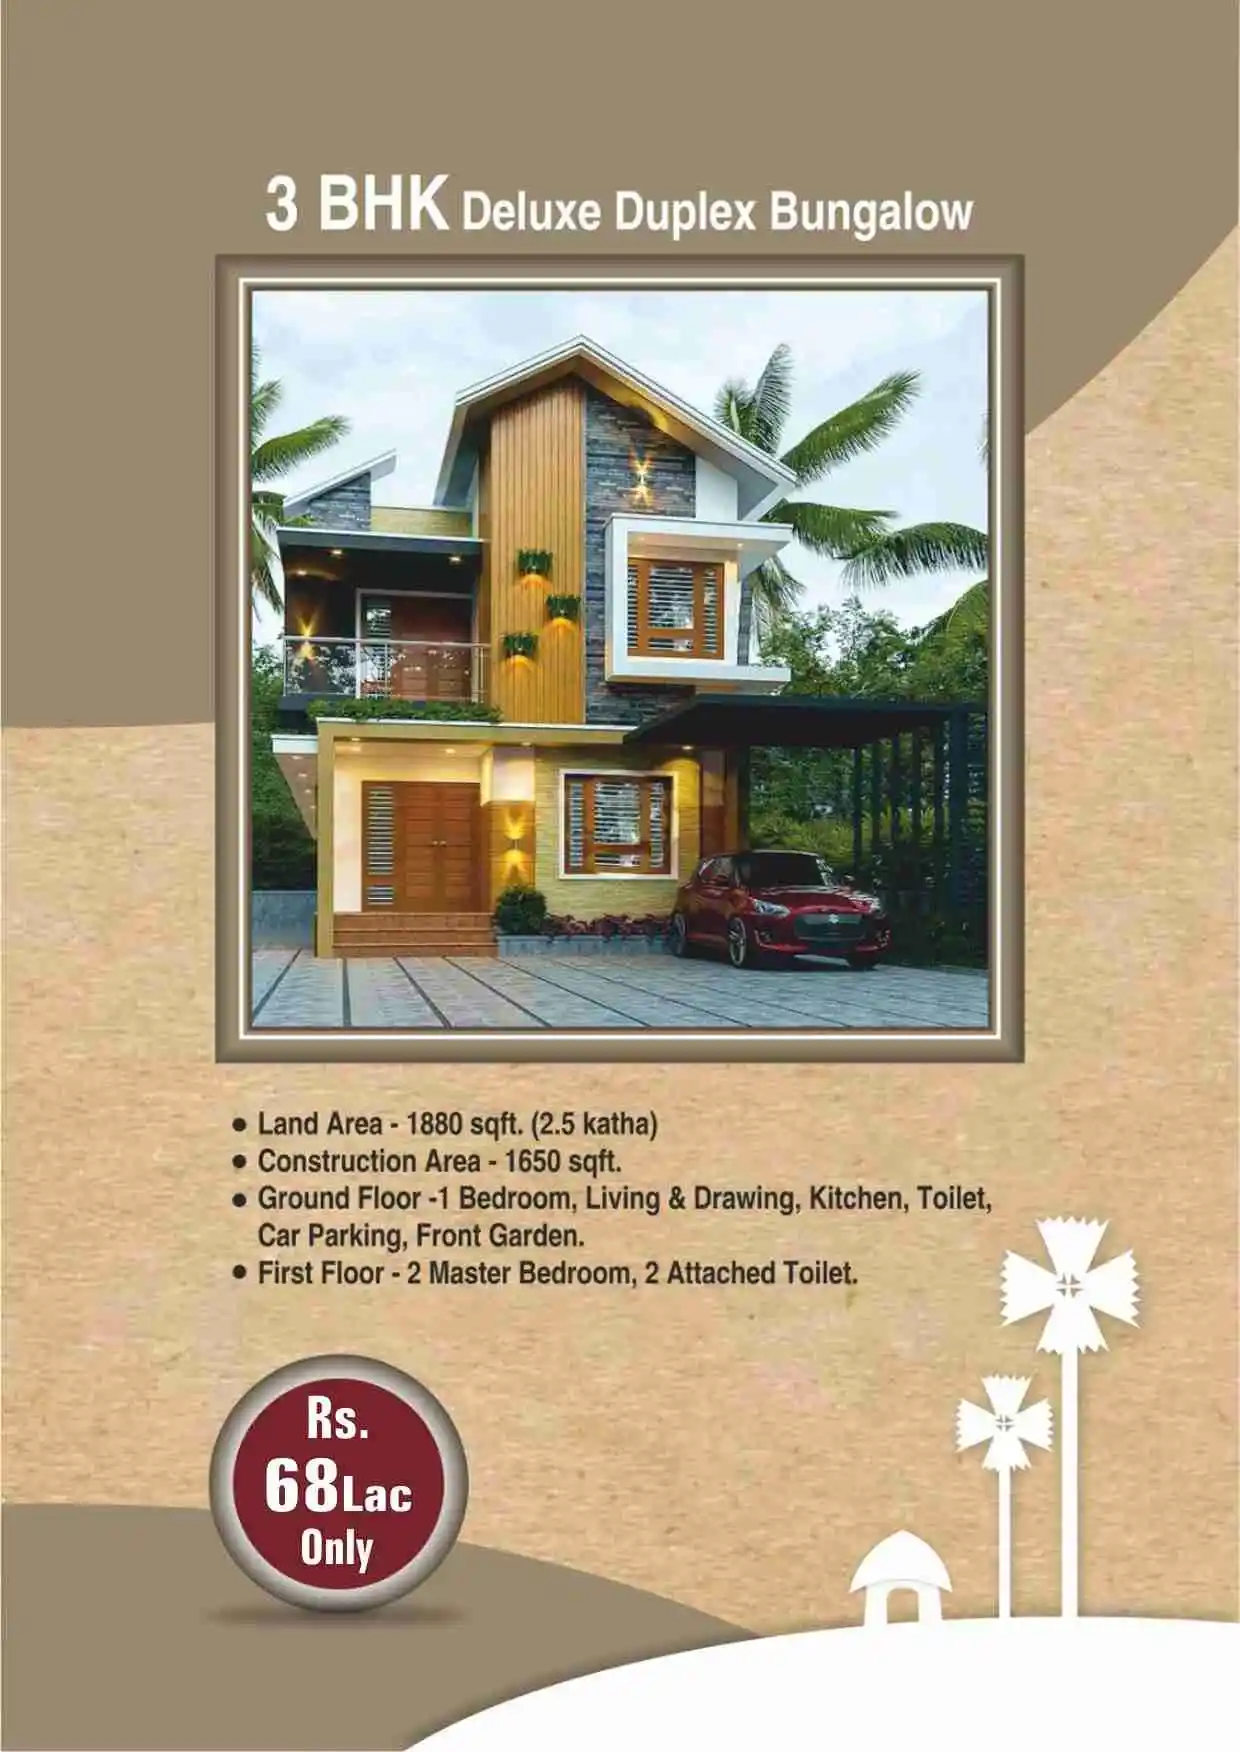 3 BHK Deluxe Duplex Bungalow
• Land Area - 1880 sqft. (2.5 katha)
• Construction Area - 1650 sqft.
• Ground Floor -1 Bedroom, Living & Drawing, Kitchen, Toilet,
Car Parking, Front Garden.
• First Floor - 2 Master Bedroom, 2 Attached Toilet.
Rs.
68Lac
Only